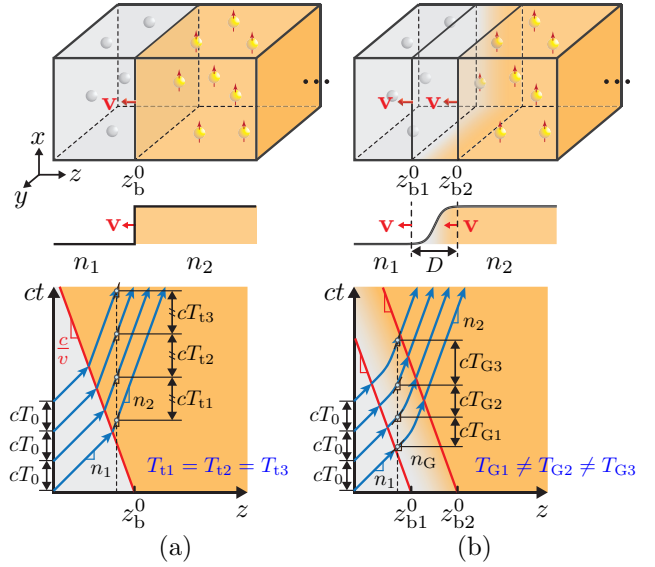 v
x
y
z
z_b^0
v
n_1
n_2
ct
c/v
cT_t3
cT_t2
cT_t1
n_2
cT_0
cT_0
cT_0
n_1
T_t1 = T_t2 = T_t3
z_b^0
z
(a)
v
v
...
...
z_b1^0
z_b2^0
v
v
n_1
D
n_2
ct
n_2
cT_G3
cT_G2
cT_G1
cT_0
cT_0
cT_0
n_1
n_G
T_G1 ≠ T_G2 ≠ T_G3
z_b1^0
z_b2^0
z
(b)